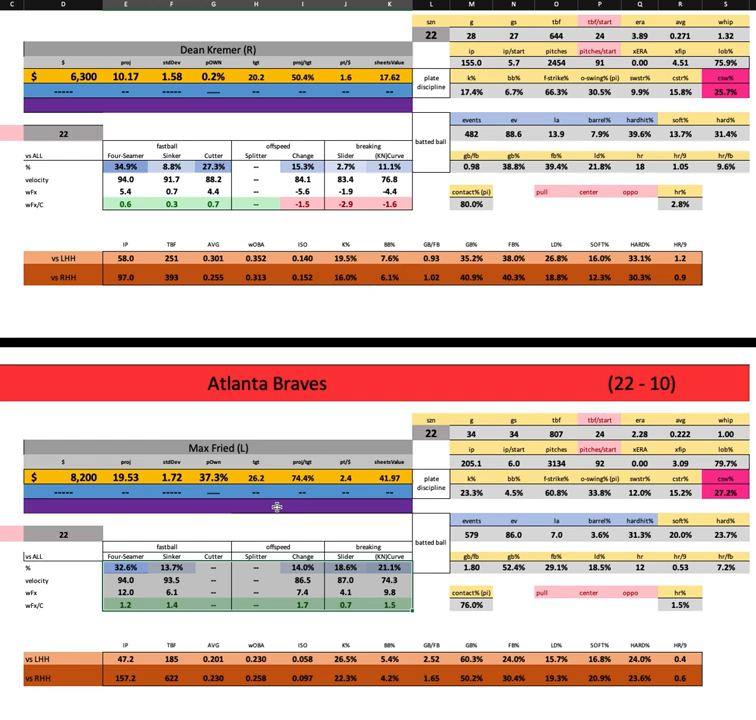 C D E F G H I J K L M N O P Q R S
szn g gs tbf tbf/start era avg whip
22 28 27 644 24 3.89 0.271 1.32
Dean Kremer (R)
ip ip/start pitches pitches/start xERA xfip lob%
155.0 5.7 2454 91 0.00 4.51 75.9%
$ proj stdDev pOWN tgt proj/tgt pt/$ sheetsValue
$ 6,300 10.17 1.58 0.2% 20.2 50.4% 1.6 17.62
plate discipline k% bb% f-strike% o-swing% (pi) swstr% cstr% csw%
17.4% 6.7% 66.3% 30.5% 9.9% 15.8% 25.7%
----- -- -- ---- -- -- -- --
batted ball events ev la barrel% hardhit% soft% hard%
482 88.6 13.9 7.9% 39.6% 13.7% 31.4%
22
fastball offspeed breaking
vs ALL Four-Seamer Sinker Cutter Splitter Change Slider (KN)Curve
gb/fb gb% fb% ld% hr hr/9 hr/fb
% 34.9% 8.8% 27.3% -- 15.3% 2.7% 11.1%
0.98 38.8% 39.4% 21.8% 18 1.05 9.6%
velocity 94.0 91.7 88.2 -- 84.1 83.4 76.8
wFx 5.4 0.7 4.4 -5.6 -1.9 -4.4
contact% (pi) pull center oppo hr%
wFx/C 0.6 0.3 0.7 -- -1.5 -2.9 -1.6
80.0% 2.8%
IP TBF AVG wOBA ISO K% BB% GB/FB GB% FB% LD% SOFT% HARD% HR/9
vs LHH 58.0 251 0.301 0.352 0.140 19.5% 7.6% 0.93 35.2% 38.0% 26.8% 16.0% 33.1% 1.2
vs RHH 97.0 393 0.255 0.313 0.152 16.0% 6.1% 1.02 40.9% 40.3% 18.8% 12.3% 30.3% 0.9
Atlanta Braves (22 - 10)
szn g gs tbf tbf/start era avg whip
22 34 34 807 24 2.28 0.222 1.00
Max Fried (L)
ip ip/start pitches pitches/start xERA xfip lob%
205.1 6.0 3134 92 0.00 3.09 79.7%
$ proj stdDev pOwn tgt proj/tgt pt/$ sheetsValue
$ 8,200 19.53 1.72 37.3% 26.2 74.4% 2.4 41.97
plate discipline k% bb% f-strike% o-swing% (pi) swstr% cstr% csw%
23.3% 4.5% 60.8% 33.8% 12.0% 15.2% 27.2%
----- -- -- ---- -- -- -- --
batted ball events ev la barrel% hardhit% soft% hard%
579 86.0 7.0 3.6% 31.3% 20.0% 23.7%
22
fastball offspeed breaking
vs ALL Four-Seamer Sinker Cutter Splitter Change Slider (KN)Curve
gb/fb gb% fb% ld% hr hr/9 hr/fb
% 32.6% 13.7% -- -- 14.0% 18.6% 21.1%
1.80 52.4% 29.1% 18.5% 12 0.53 7.2%
velocity 94.0 93.5 -- -- 86.5 87.0 74.3
wFx 12.0 6.1 -- -- 7.4 4.1 9.8
contact% (pi) pull center oppo hr%
wFx/C 1.2 1.4 -- -- 1.7 0.7 1.5
76.0% 1.5%
IP TBF AVG wOBA ISO K% BB% GB/FB GB% FB% LD% SOFT% HARD% HR/9
vs LHH 47.2 185 0.201 0.230 0.058 26.5% 5.4% 2.52 60.3% 24.0% 15.7% 16.8% 24.0% 0.4
vs RHH 157.2 622 0.230 0.258 0.097 22.3% 4.2% 1.65 50.2% 30.4% 19.3% 20.9% 23.6% 0.6